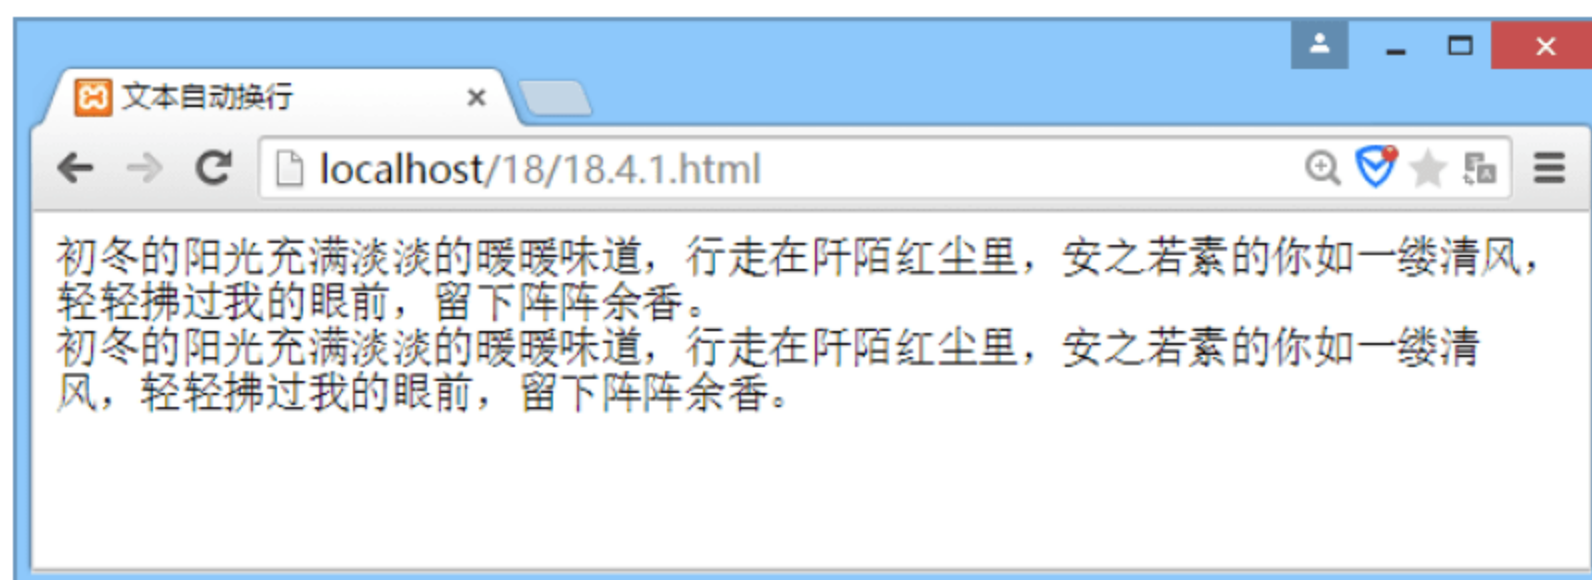 文本自动换行
localhost/18/18.4.1.html
初冬的阳光充满淡淡的暖暖味道，行走在阡陌红尘里，安之若素的你如一缕清风，
轻轻拂过我的眼前，留下阵阵余香。
初冬的阳光充满淡淡的暖暖味道，行走在阡陌红尘里，安之若素的你如一缕清
风，轻轻拂过我的眼前，留下阵阵余香。